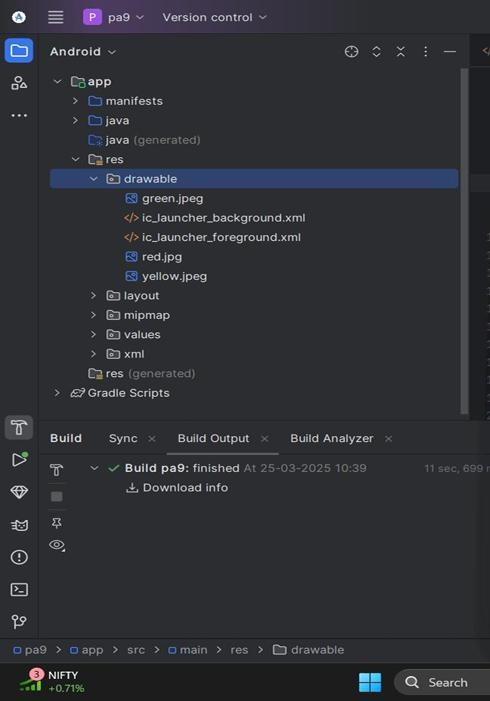 P pa9 Version control
Android
app
manifests
java
java (generated)
res
drawable
green.jpeg
ic_launcher_background.xml
ic_launcher_foreground.xml
red.jpg
yellow.jpeg
layout
mipmap
values
xml
res (generated)
Gradle Scripts
Build Sync Build Output Build Analyzer
Build pa9: finished At 25-03-2025 10:39 11 sec, 699
Download info
pa9 > app > src > main > res > drawable
3 NIFTY
+0.71%
Search